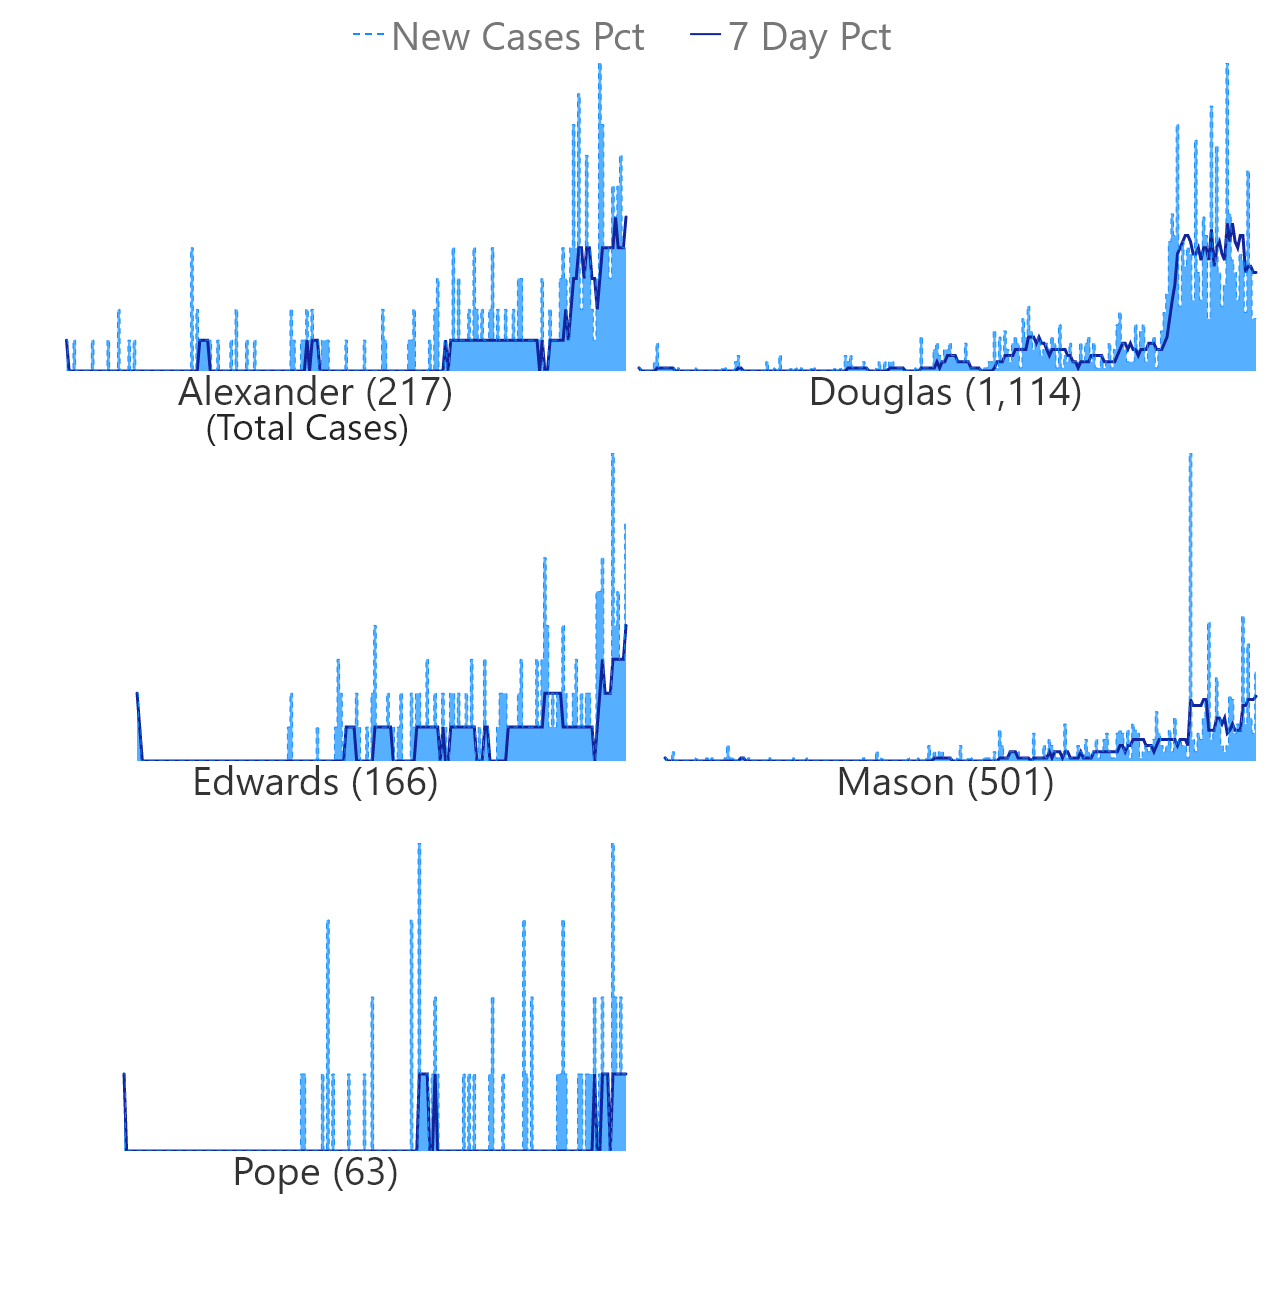 New Cases Pct 7 Day Pct
Alexander (217)
(Total Cases)
Douglas (1,114)
Edwards (166)
Mason (501)
Pope (63)